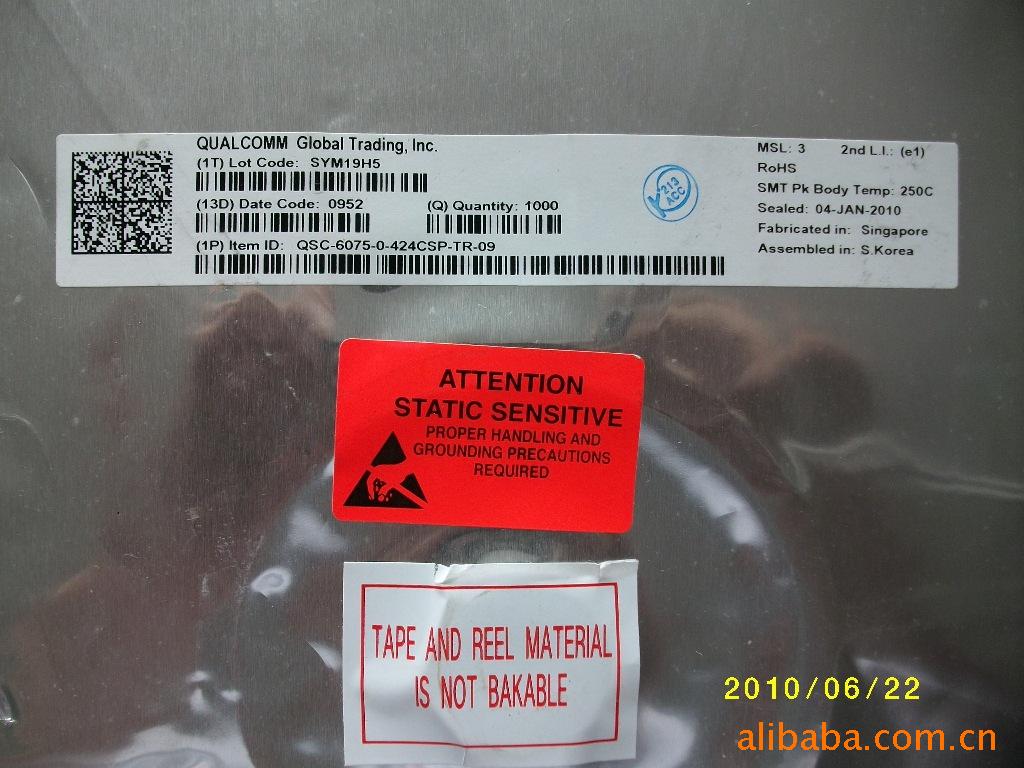 QUALCOMM Global Trading, Inc.
(1T) Lot Code: SYM19H5
(13D) Date Code: 0952 (Q) Quantity: 1000
(1P) Item ID: QSC-6075-0-424CSP-TR-09
213
ACC
MSL: 3 2nd L.I.: (e1)
RoHS
SMT Pk Body Temp: 250C
Sealed: 04-JAN-2010
Fabricated in: Singapore
Assembled in: S.Korea
ATTENTION
STATIC SENSITIVE
PROPER HANDLING AND
GROUNDING PRECAUTIONS
REQUIRED
TAPE AND REEL MATERIAL
IS NOT BAKABLE
2010/06/22
alibaba.com.cn